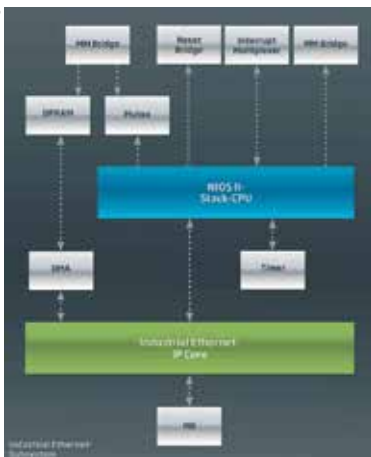 MM Bridge
Reset
Bridge
Interrupt
Multiplexer
MM Bridge
DPRAM
Mutex
NIOS II-
Stack-CPU
DMA
Timer
Industrial Ethernet
IP Core
Industrial Ethernet
Subsystem